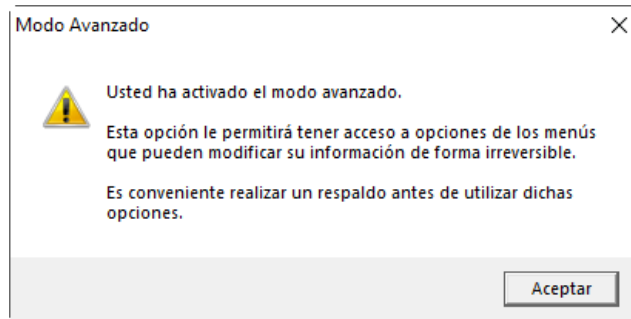 Modo Avanzado
Usted ha activado el modo avanzado.
Esta opción le permitirá tener acceso a opciones de los menús
que pueden modificar su información de forma irreversible.
Es conveniente realizar un respaldo antes de utilizar dichas
opciones.
Aceptar